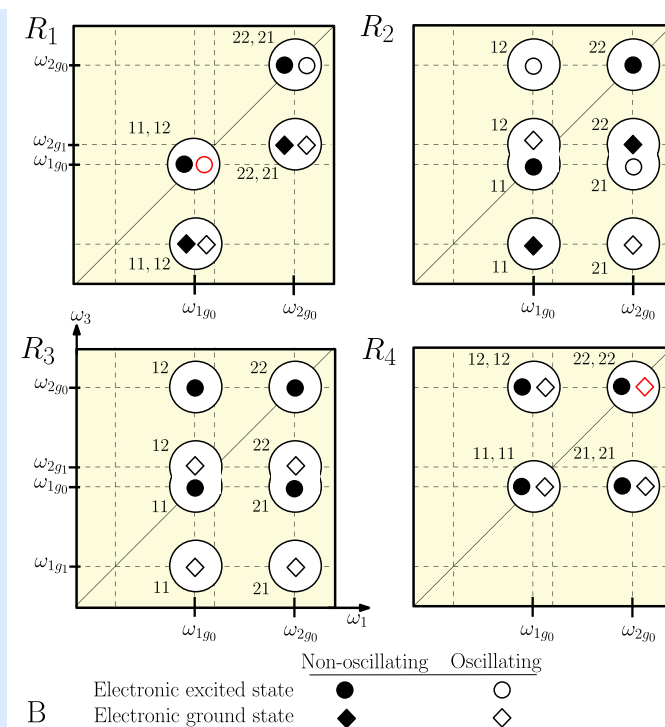 R₁
22, 21
ω₂g₀
11, 12
ω₂g₁
ω₁g₀
22, 21
11, 12
ω₁g₀
ω₂g₀
R₂
12
22
12
22
11
21
11
21
ω₁g₀
ω₂g₀
ω₃
R₃
12
22
ω₂g₀
12
22
ω₂g₁
ω₁g₀
11
21
ω₁g₁
11
21
ω₁g₀
ω₂g₀
ω₁
R₄
12, 12
22, 22
11, 11
21, 21
ω₁g₀
ω₂g₀
Non-oscillating Oscillating
Electronic excited state
Electronic ground state
B